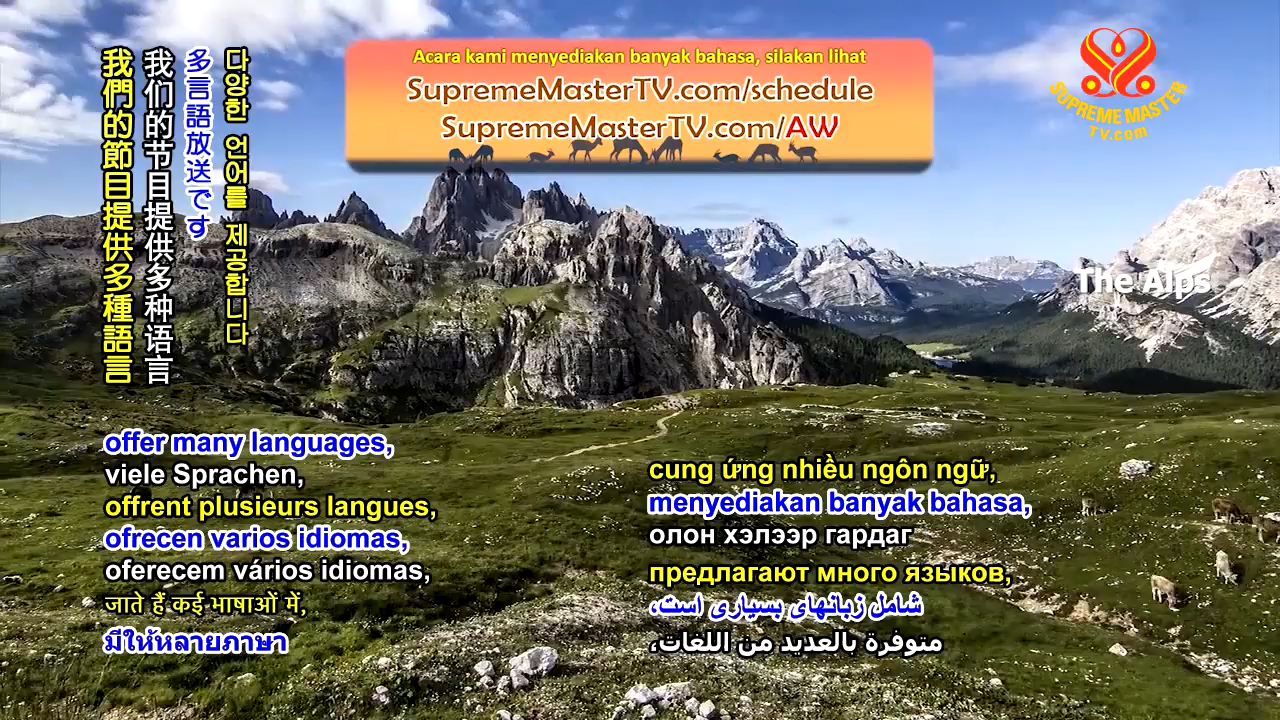 Acara kami menyediakan banyak bahasa, silakan lihat
SupremeMasterTV.com/schedule
SupremeMasterTV.com/AW
SUPREME MASTER
TV.com
The Alps
다양한 언어를 제공합니다
多言語放送です
我们的节目提供多种语言
我們的節目提供多種語言
offer many languages,
viele Sprachen,
offrent plusieurs langues,
ofrecen varios idiomas,
oferecem vários idiomas,
जाते हैं कई भाषाओं में,
มีให้หลายภาษา
cung ứng nhiều ngôn ngữ,
menyediakan banyak bahasa,
олон хэлээр гардаг
предлагают много языков,
شامل زبانهای بسیاری است،
متوفرة بالعديد من اللغات،